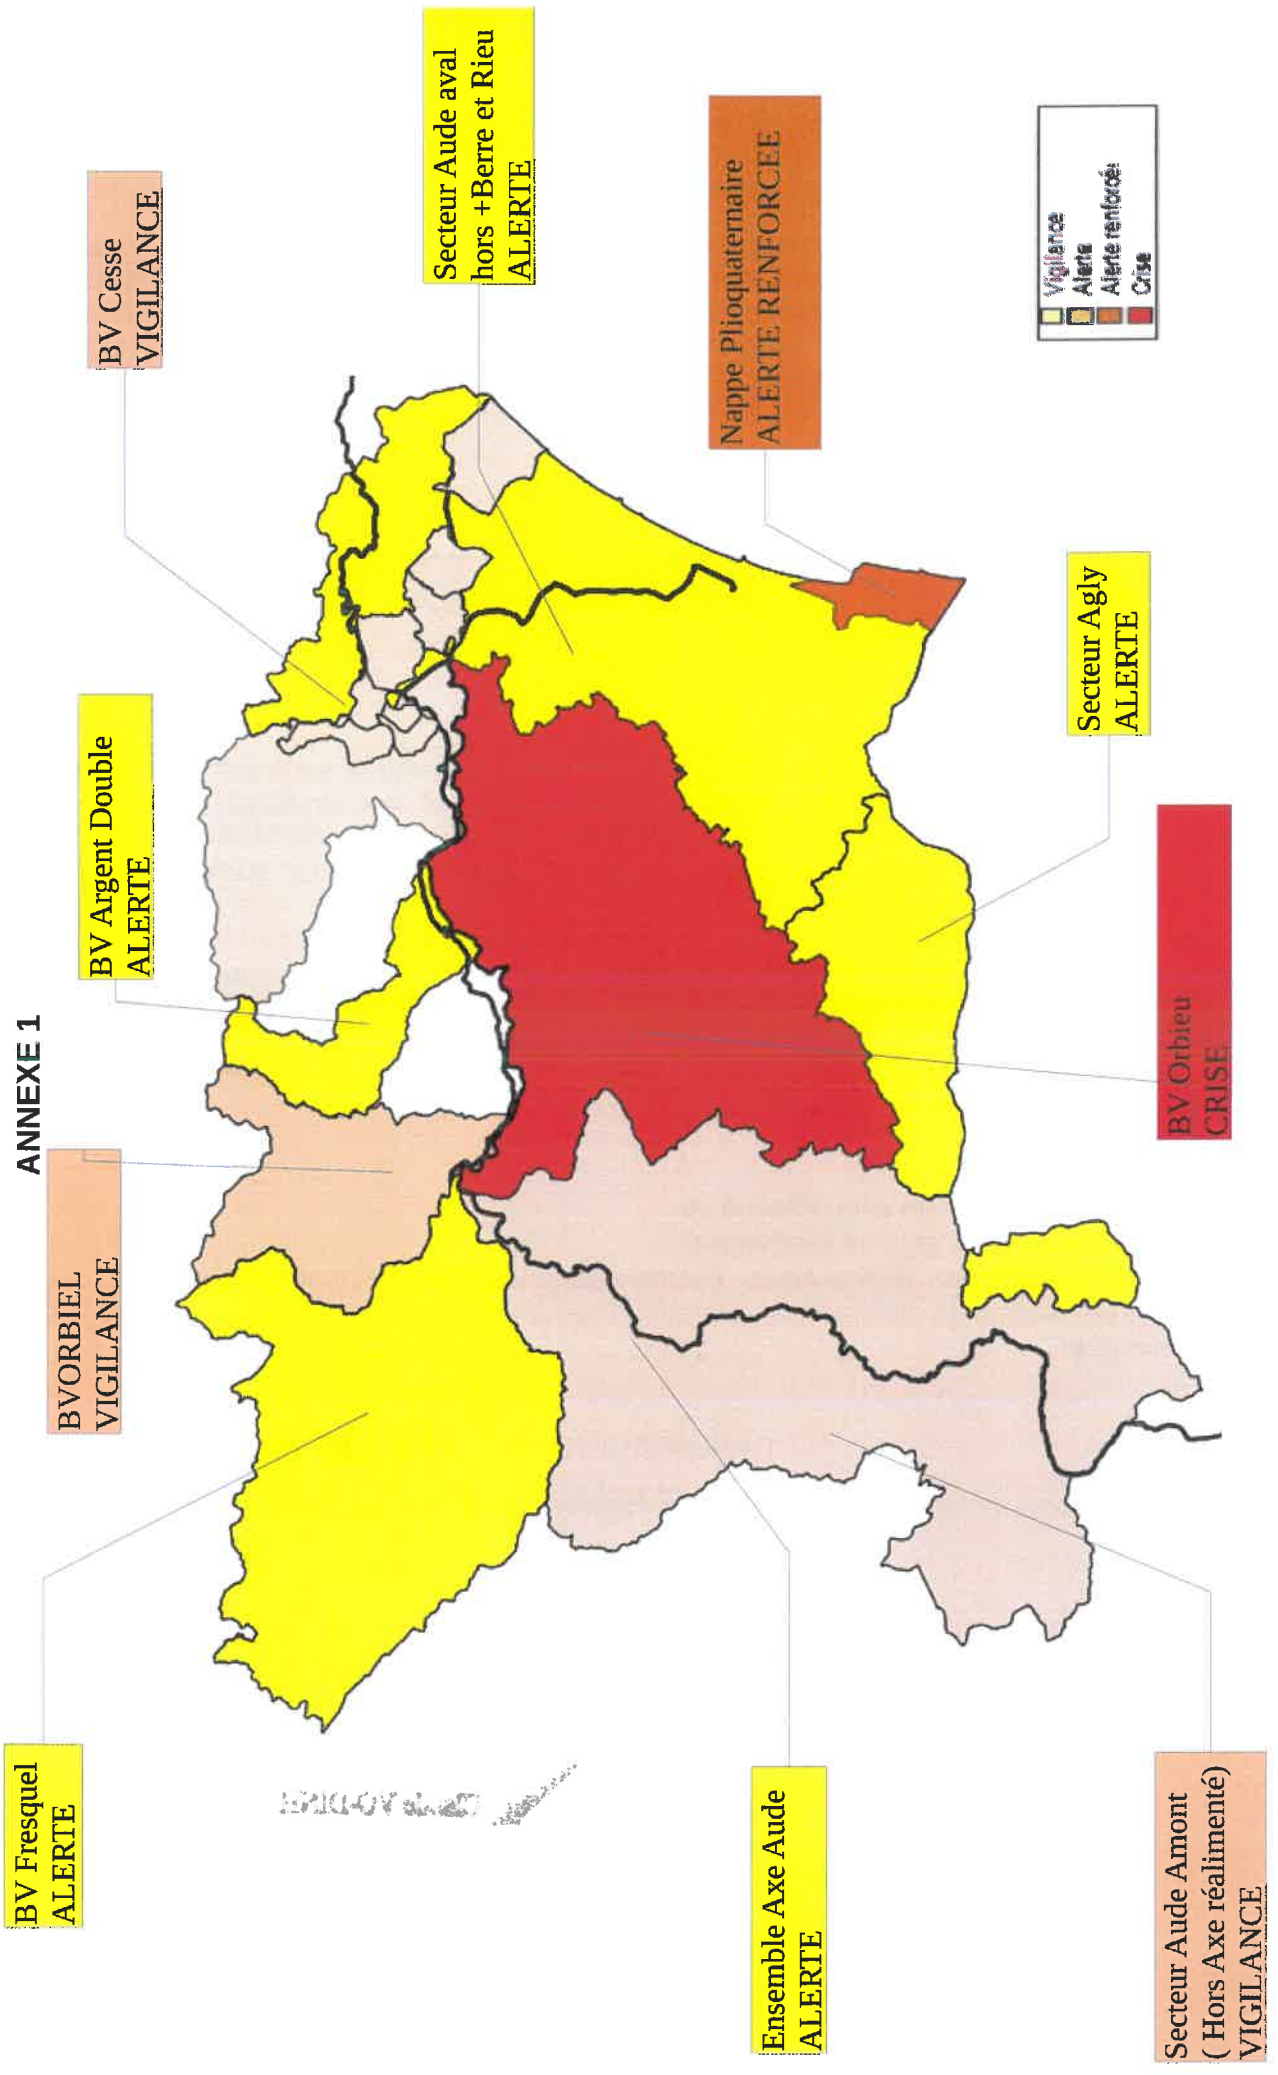 ANNEXE 1
BV Fresquel
ALERTE
BVORBIEL
VIGILANCE
BV Argent Double
ALERTE
BV Cesse
VIGILANCE
Secteur Aude aval
hors +Berre et Rieu
ALERTE
Nappe Plioquaternaire
ALERTE RENFORCEE
Secteur Agly
ALERTE
BV Orbieu
CRISE
Ensemble Axe Aude
ALERTE
Secteur Aude Amont
( Hors Axe réalimenté)
VIGILANCE
Vigilance
Alerte
Alerte renforcée
Crise